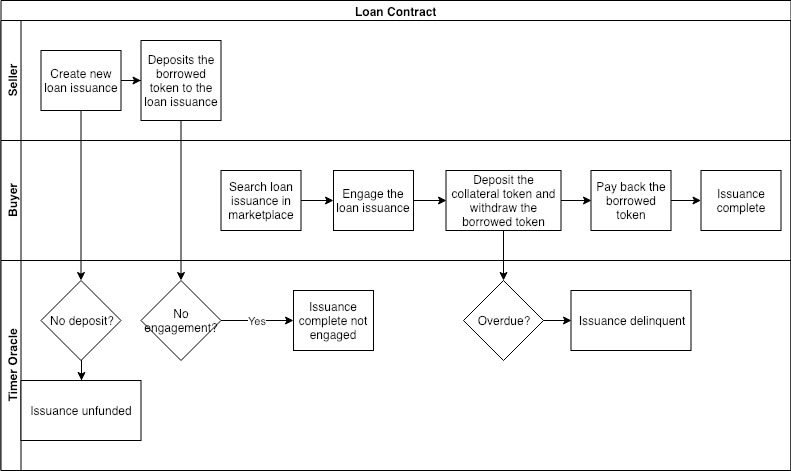 Loan Contract
Seller
Create new
loan issuance
Deposits the
borrowed
token to the
loan issuance
Buyer
Search loan
issuance in
marketplace
Engage the
loan issuance
Deposit the
collateral token and
withdraw the
borrowed token
Pay back the
borrowed
token
Issuance
complete
Timer Oracle
No deposit?
No
engagement?
Yes
Issuance
complete not
engaged
Overdue?
Issuance delinquent
Issuance unfunded